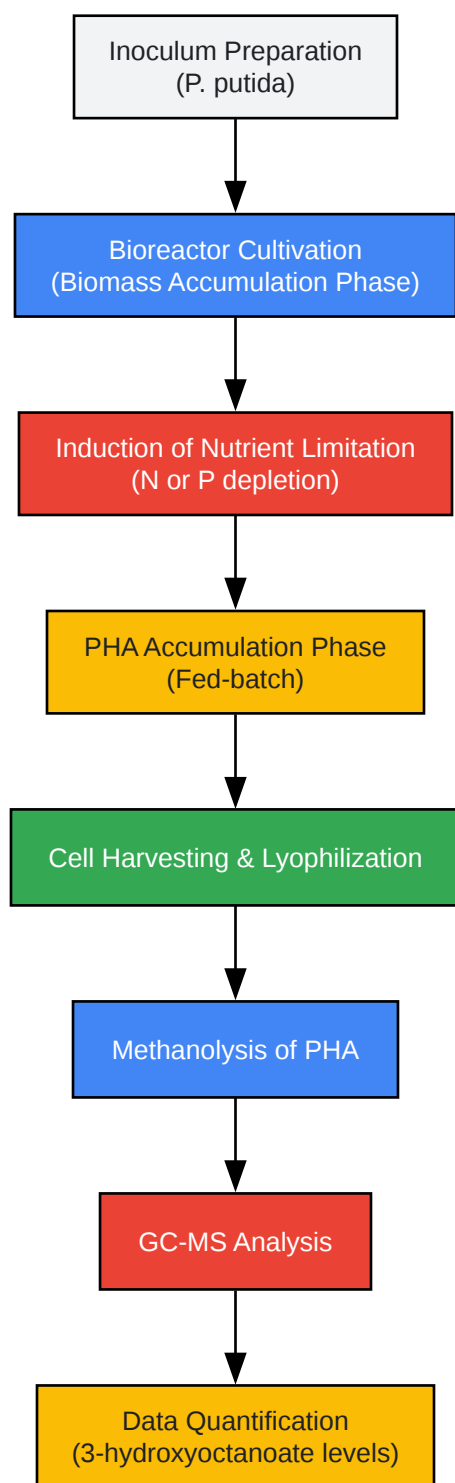 Inoculum Preparation
(P. putida)
Bioreactor Cultivation
(Biomass Accumulation Phase)
Induction of Nutrient Limitation
(N or P depletion)
PHA Accumulation Phase
(Fed-batch)
Cell Harvesting & Lyophilization
Methanolysis of PHA
GC-MS Analysis
Data Quantification
(3-hydroxyoctanoate levels)